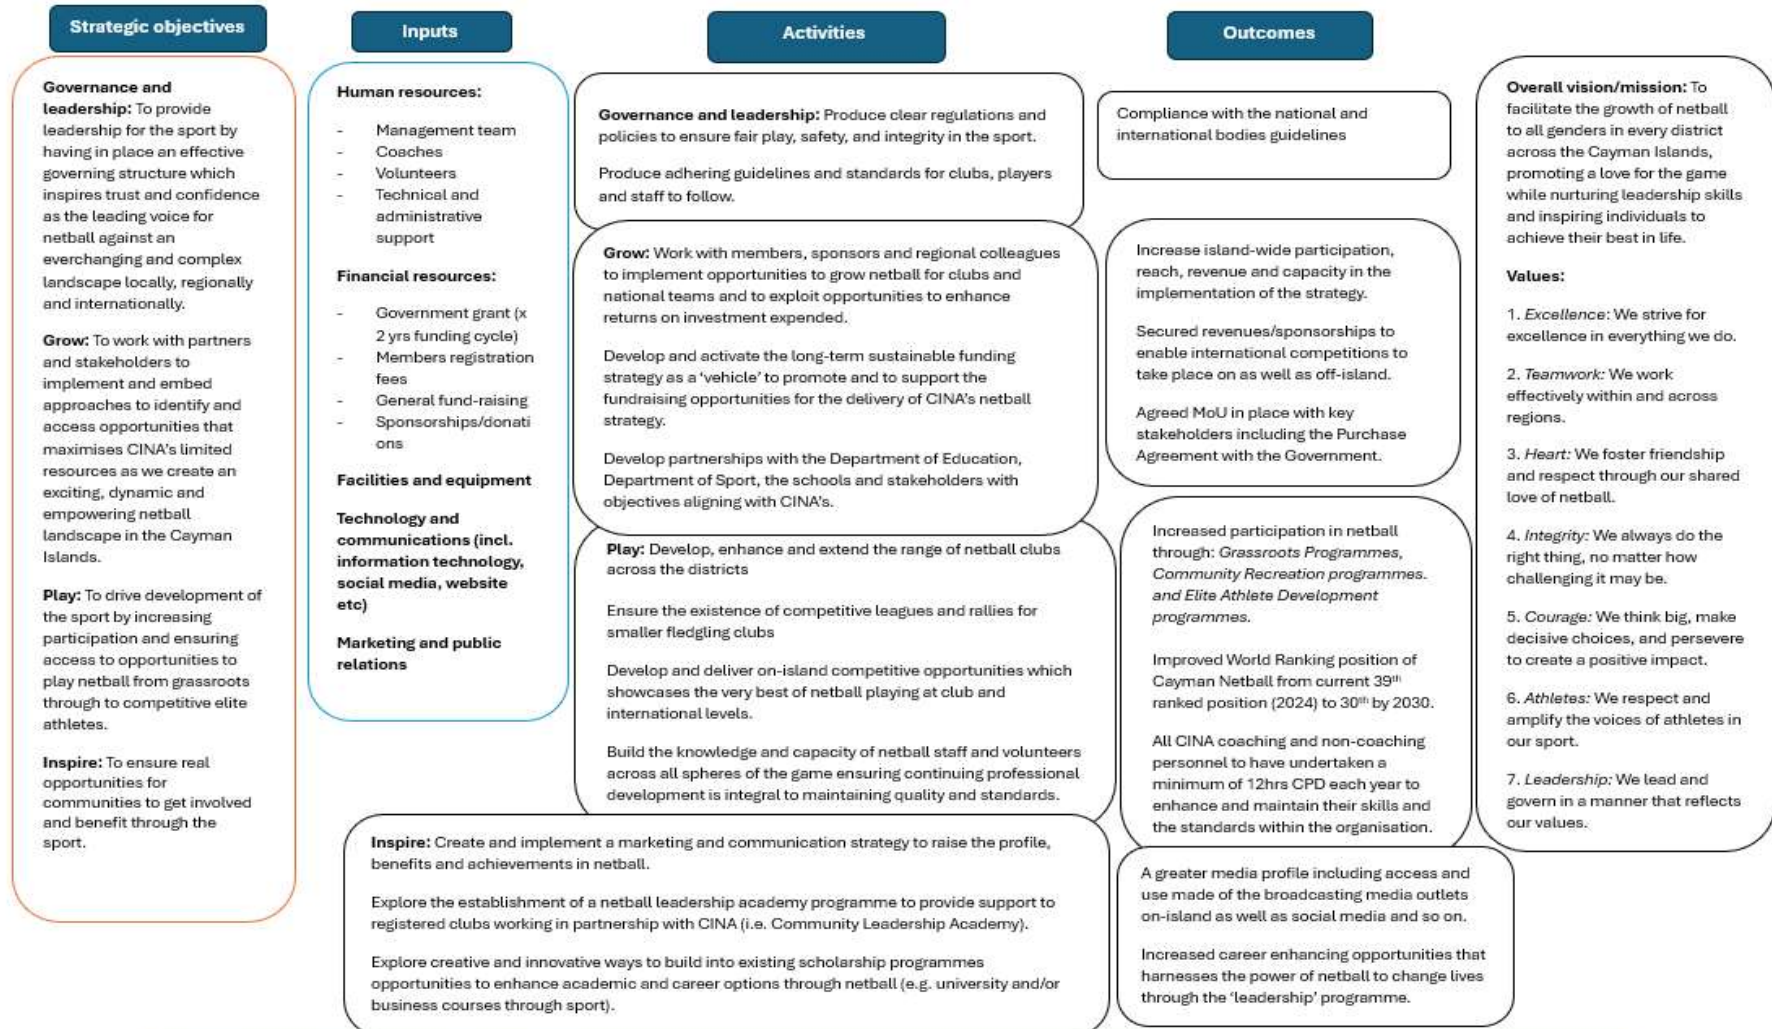 Strategic objectives
Governance and
leadership: To provide
leadership for the sport by
having in place an effective
governing structure which
inspires trust and confidence
as the leading voice for
netball against an
everchanging and complex
landscape locally, regionally
and internationally.
Grow: To work with partners
and stakeholders to
implement and embed
approaches to identify and
access opportunities that
maximises CINA's limited
resources as we create an
exciting, dynamic and
empowering netball
landscape in the Cayman
Islands.
Play: To drive development of
the sport by increasing
participation and ensuring
access to opportunities to
play netball from grassroots
through to competitive elite
athletes.
Inspire: To ensure real
opportunities for
communities to get involved
and benefit through the
sport.
Inputs
Human resources:
- Management team
- Coaches
- Volunteers
- Technical and
administrative
support
Financial resources:
- Government grant (x
2 yrs funding cycle)
- Members registration
fees
- General fund-raising
- Sponsorships/donati
ons
Facilities and equipment
Technology and
communications (incl.
information technology,
social media, website
etc)
Marketing and public
relations
Activities
Governance and leadership: Produce clear regulations and
policies to ensure fair play, safety, and integrity in the sport.
Produce adhering guidelines and standards for clubs, players
and staff to follow.
Grow: Work with members, sponsors and regional colleagues
to implement opportunities to grow netball for clubs and
national teams and to exploit opportunities to enhance
returns on investment expended.
Develop and activate the long-term sustainable funding
strategy as a 'vehicle' to promote and to support the
fundraising opportunities for the delivery of CINA's netball
strategy.
Develop partnerships with the Department of Education,
Department of Sport, the schools and stakeholders with
objectives aligning with CINA's.
Play: Develop, enhance and extend the range of netball clubs
across the districts
Ensure the existence of competitive leagues and rallies for
smaller fledgling clubs
Develop and deliver on-island competitive opportunities which
showcases the very best of netball playing at club and
international levels.
Build the knowledge and capacity of netball staff and volunteers
across all spheres of the game ensuring continuing professional
development is integral to maintaining quality and standards.
Inspire: Create and implement a marketing and communication strategy to raise the profile,
benefits and achievements in netball.
Explore the establishment of a netball leadership academy programme to provide support to
registered clubs working in partnership with CINA (i.e. Community Leadership Academy).
Explore creative and innovative ways to build into existing scholarship programmes
opportunities to enhance academic and career options through netball (e.g. university and/or
business courses through sport).
Outcomes
Compliance with the national and
international bodies guidelines
Increase island-wide participation,
reach, revenue and capacity in the
implementation of the strategy.
Secured revenues/sponsorships to
enable international competitions to
take place on as well as off-island.
Agreed MoU in place with key
stakeholders including the Purchase
Agreement with the Government.
Increased participation in netball
through: Grassroots Programmes,
Community Recreation programmes.
and Elite Athlete Development
programmes.
Improved World Ranking position of
Cayman Netball from current 39th
ranked position (2024) to 30th by 2030.
All CINA coaching and non-coaching
personnel to have undertaken a
minimum of 12hrs CPD each year to
enhance and maintain their skills and
the standards within the organisation.
A greater media profile including access and
use made of the broadcasting media outlets
on-island as well as social media and so on.
Increased career enhancing opportunities that
harnesses the power of netball to change lives
through the 'leadership' programme.
Overall vision/mission: To
facilitate the growth of netball
to all genders in every district
across the Cayman Islands,
promoting a love for the game
while nurturing leadership skills
and inspiring individuals to
achieve their best in life.
Values:
1. Excellence: We strive for
excellence in everything we do.
2. Teamwork: We work
effectively within and across
regions.
3. Heart: We foster friendship
and respect through our shared
love of netball.
4. Integrity: We always do the
right thing, no matter how
challenging it may be.
5. Courage: We think big, make
decisive choices, and persevere
to create a positive impact.
6. Athletes: We respect and
amplify the voices of athletes in
our sport.
7. Leadership: We lead and
govern in a manner that reflects
our values.